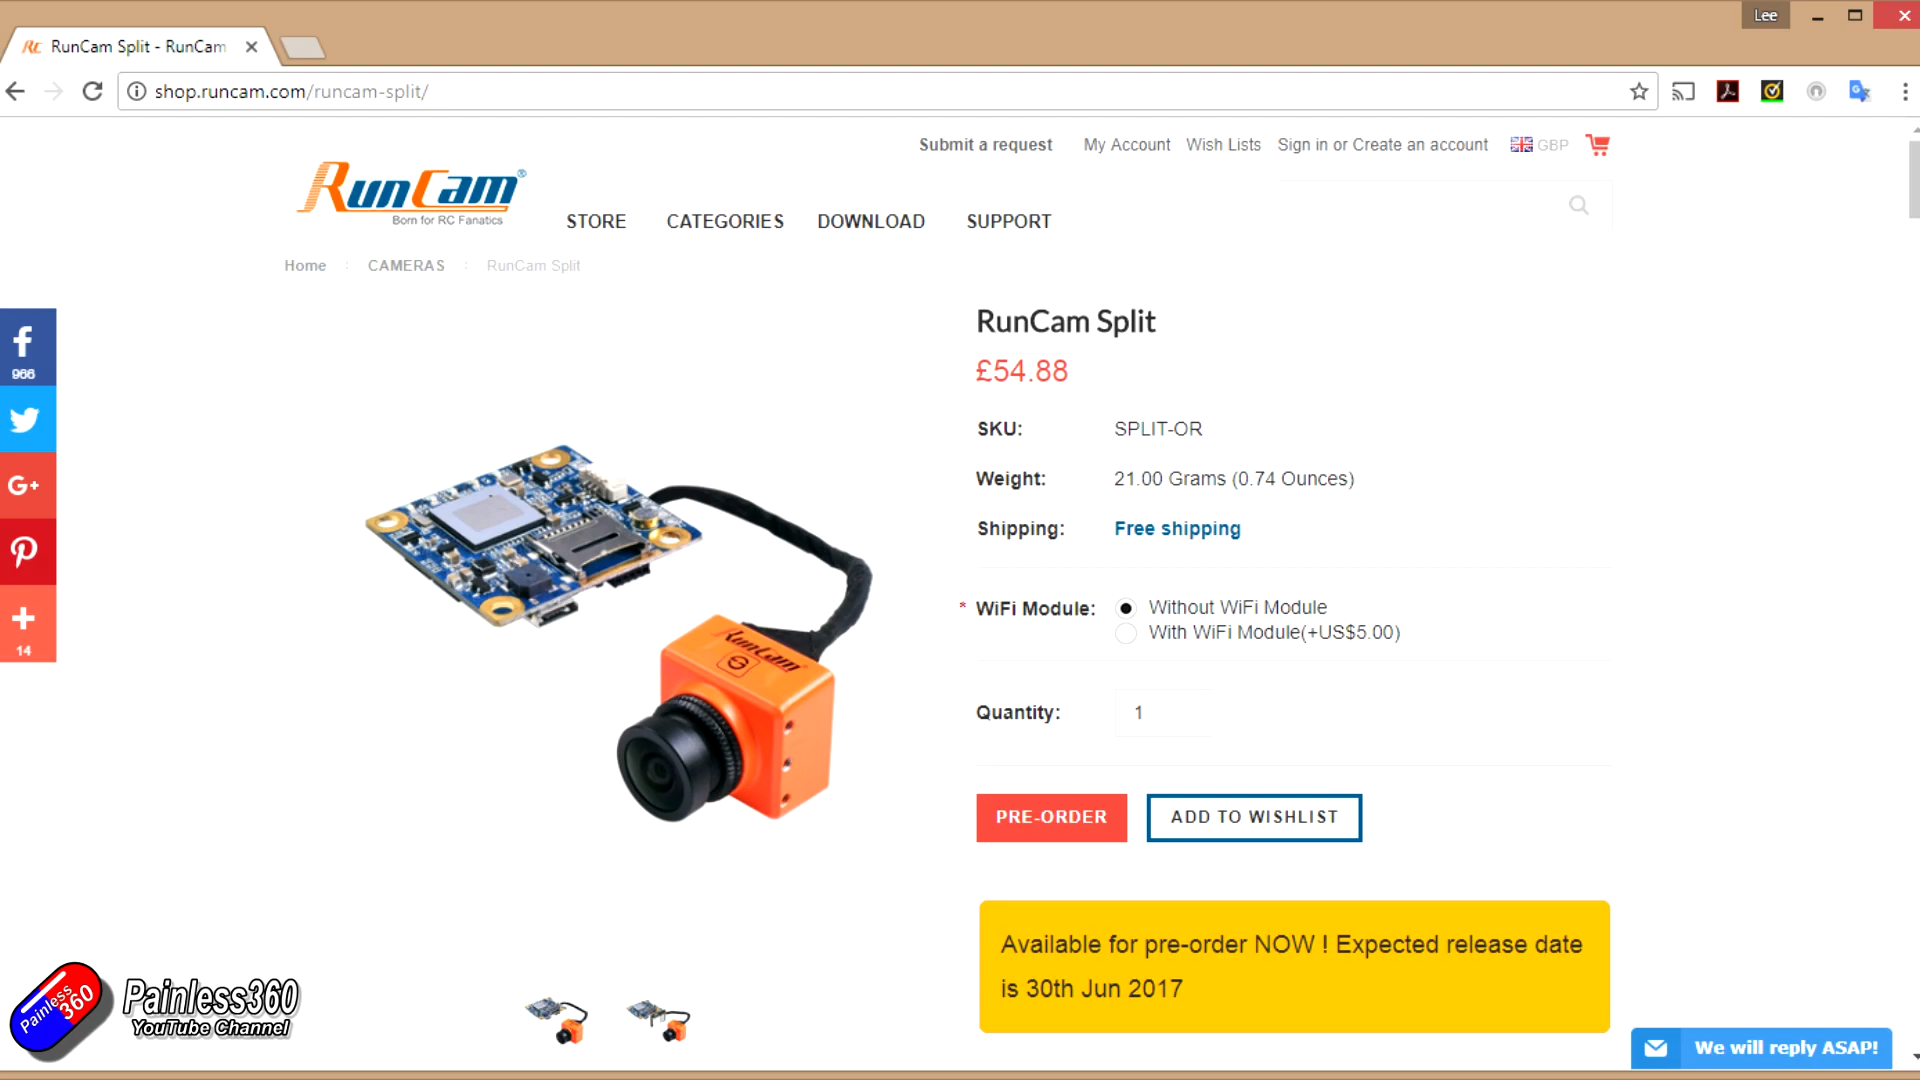 Lee
RC RunCam Split - RunCam
shop.runcam.com/runcam-split/
Submit a request My Account Wish Lists Sign in or Create an account GBP
RunCam®
Born for RC Fanatics
STORE CATEGORIES DOWNLOAD SUPPORT
Home : CAMERAS : RunCam Split
RunCam Split
£54.88
966
SKU: SPLIT-OR
Weight: 21.00 Grams (0.74 Ounces)
G+
Shipping: Free shipping
* WiFi Module: Without WiFi Module
With WiFi Module(+US$5.00)
14
RunCam
Quantity: 1
PRE-ORDER ADD TO WISHLIST
Available for pre-order NOW ! Expected release date
is 30th Jun 2017
Painless
360
Painless360
YouTube Channel
We will reply ASAP!